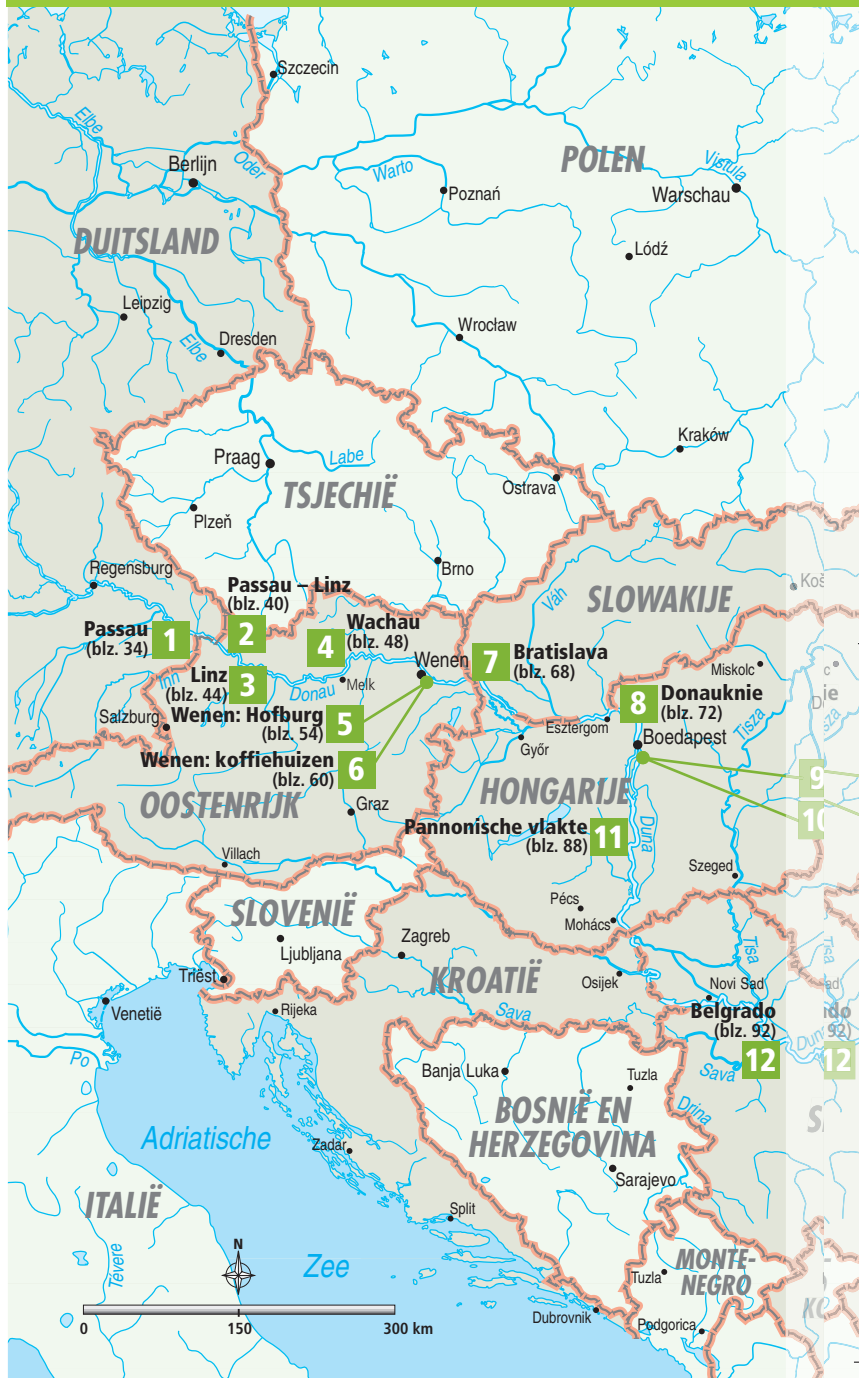 Szczecin
Elbe
Oder
Berlijn
POLEN
Warto
Vistula
Poznań
Warschau
DUITSLAND
Łódź
Leipzig
Elbe
Dresden
Wrocław
Kraków
Praag
Labe
Ostrava
TSJECHIË
Plzeň
Brno
Regensburg
Passau – Linz
(blz. 40)
2
Passau
(blz. 34)
1
Wachau
(blz. 48)
4
Váh
SLOWAKIJE
Koš
Wenen
7
Bratislava
(blz. 68)
Linz
(blz. 44)
3
Inn
Donau
Melk
Miskolc
8
Donauknie
(blz. 72)
Salzburg
Wenen: Hofburg
(blz. 54)
5
Esztergom
Tisza
Győr
Boedapest
Wenen: koffiehuizen
(blz. 60)
6
9
10
OOSTENRIJK
Graz
HONGARIJE
Pannonische vlakte
(blz. 88)
11
Duna
Villach
Szeged
Pécs
Mohács
SLOVENIË
Ljubljana
Zagreb
KROATIË
Osijek
Tisa
Tisa
Triëst
Novi Sad
ad
Venetië
Rijeka
Sava
Belgrado
(blz. 92)
12
ido
92)
12
Po
Banja Luka
Tuzla
Sava
Drina
BOSNIË EN
HERZEGOVINA
Adriatische
Zee
Zadar
Sarajevo
ITALIË
Split
Tevere
N
MONTE-
NEGRO
Tuzla
Dubrovnik
Podgorica
0
150
300 km